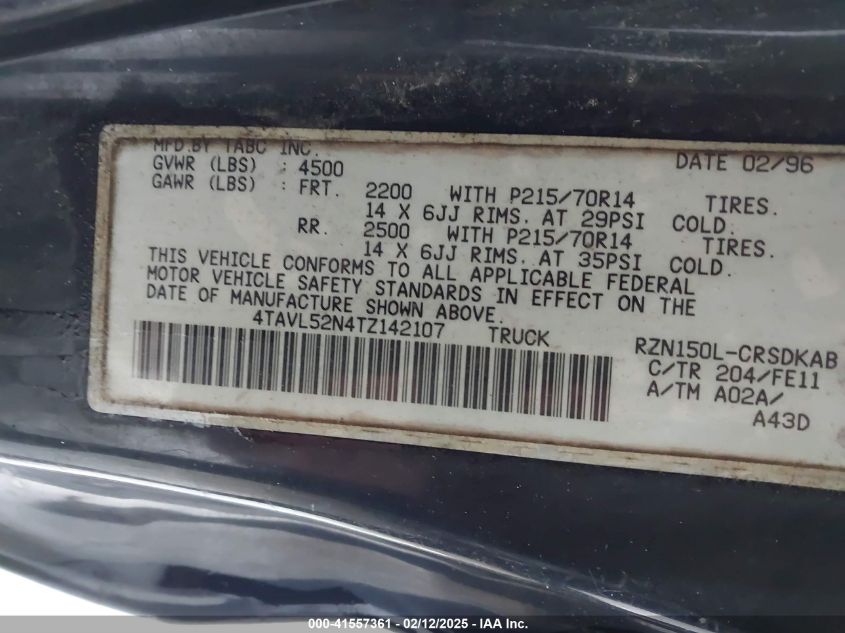 MFD.BY TABC INC. DATE 02/96
GVWR (LBS) : 4500
GAWR (LBS) : FRT. 2200 WITH P215/70R14 TIRES.
14 X 6JJ RIMS. AT 29PSI COLD.
RR. 2500 WITH P215/70R14 TIRES.
14 X 6JJ RIMS. AT 35PSI COLD.
THIS VEHICLE CONFORMS TO ALL APPLICABLE FEDERAL
MOTOR VEHICLE SAFETY STANDARDS IN EFFECT ON THE
DATE OF MANUFACTURE SHOWN ABOVE.
4TAVL52N4TZ142107 TRUCK
RZN150L-CRSDKAB
C/TR 204/FE11
A/TM A02A/
A43D
000-41557361 - 02/12/2025 - IAAI.com